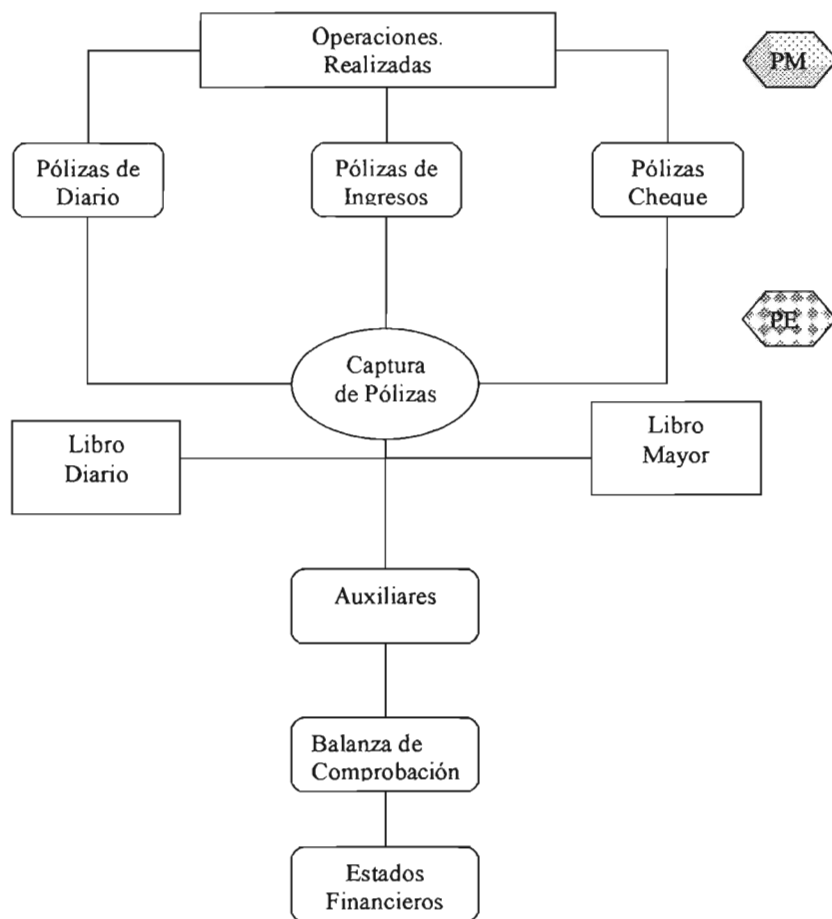 Operaciones.
Realizadas
PM
Pólizas de
Diario
Pólizas de
Ingresos
Pólizas
Cheque
PE
Captura
de Pólizas
Libro
Diario
Libro
Mayor
Auxiliares
Balanza de
Comprobación
Estados
Financieros